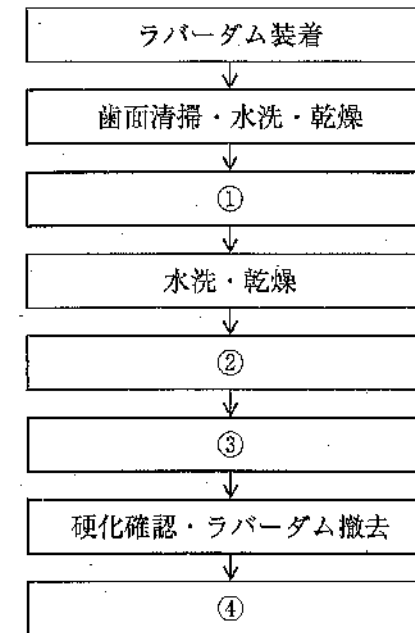 ラバーダム装着
歯面清掃・水洗・乾燥
①
水洗・乾燥
②
③
硬化確認・ラバーダム撤去
④